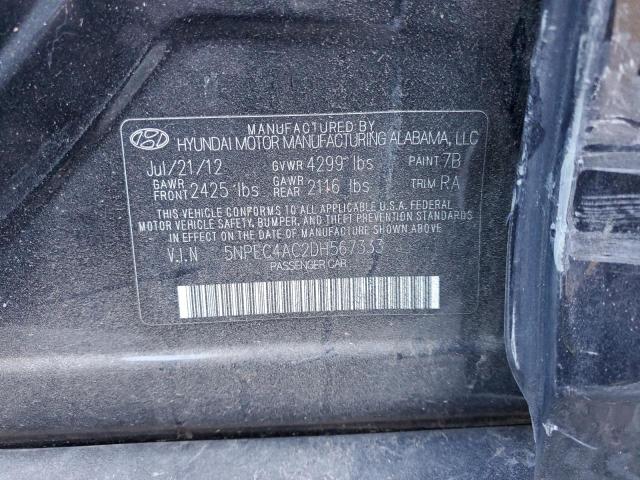 MANUFACTURED BY
HYUNDAI MOTOR MANUFACTURING ALABAMA, LLC
Jul/21/12 GVWR 4299 lbs PAINT 7B
GAWR FRONT 2425 lbs GAWR REAR 2116 lbs TRIM RA
THIS VEHICLE CONFORMS TO ALL APPLICABLE U.S.A. FEDERAL
MOTOR VEHICLE SAFETY, BUMPER, AND THEFT PREVENTION STANDARDS
IN EFFECT ON THE DATE OF MANUFACTURE SHOWN ABOVE.
V.I.N 5NPEC4AC2DH567333
PASSENGER CAR